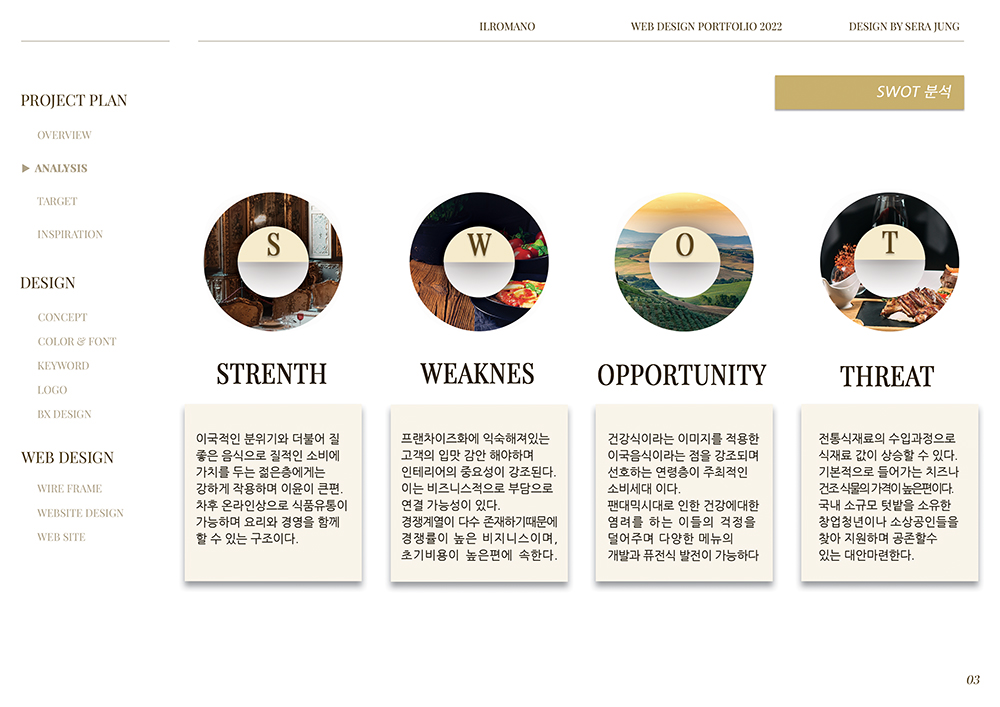 ILROMANO
WEB DESIGN PORTFOLIO 2022
DESIGN BY SERA JUNG
PROJECT PLAN
OVERVIEW
▶ ANALYSIS
TARGET
INSPIRATION
DESIGN
CONCEPT
COLOR & FONT
KEYWORD
LOGO
BX DESIGN
WEB DESIGN
WIRE FRAME
WEBSITE DESIGN
WEB SITE
SWOT 분석
S
STRENTH
이국적인 분위기와 더불어 질
좋은 음식으로 질적인 소비에
가치를 두는 젊은층에게는
강하게 작용하며 이윤이 큰편.
차후 온라인상으로 식품유통이
가능하며 요리와 경영을 함께
할 수 있는 구조이다.
W
WEAKNES
프랜차이즈화에 익숙해져있는
고객의 입맛 감안 해야하며
인테리어의 중요성이 강조된다.
이는 비즈니스적으로 부담으로
연결 가능성이 있다.
경쟁계열이 다수 존재하기때문에
경쟁률이 높은 비지니스이며,
초기비용이 높은편에 속한다.
O
OPPORTUNITY
건강식이라는 이미지를 적용한
이국음식이라는 점을 강조되며
선호하는 연령층이 주최적인
소비세대 이다.
팬대믹시대로 인한 건강에대한
염려를 하는 이들의 걱정을
덜어주며 다양한 메뉴의
개발과 퓨전식 발전이 가능하다
T
THREAT
전통식재료의 수입과정으로
식재료 값이 상승할 수 있다.
기본적으로 들어가는 치즈나
건조 식물의 가격이 높은편이다.
국내 소규모 텃밭을 소유한
창업청년이나 소상공인들을
찾아 지원하며 공존할수
있는 대안마련한다.
03